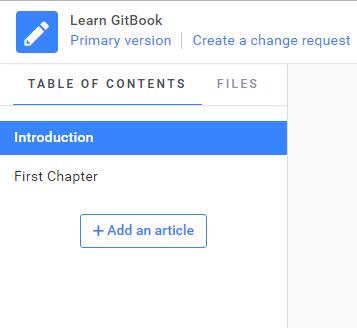 Learn GitBook
Primary version Create a change request
TABLE OF CONTENTS FILES
Introduction
First Chapter
+ Add an article